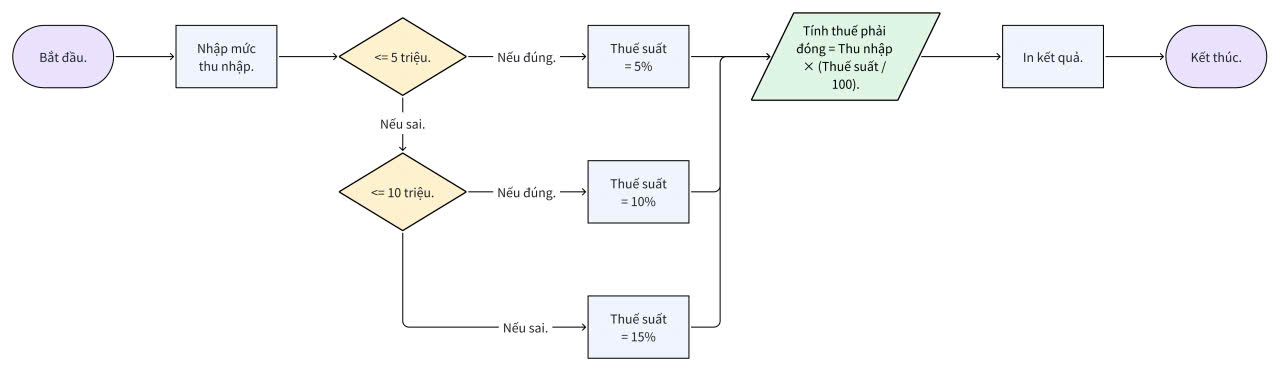 Bắt đầu.
Nhập mức
thu nhập.
<= 5 triệu.
Nếu đúng.
Thuế suất
= 5%
Tính thuế phải
đóng = Thu nhập
× (Thuế suất /
100).
In kết quả.
Kết thúc.
Nếu sai.
<= 10 triệu.
Nếu đúng.
Thuế suất
= 10%
Nếu sai.
Thuế suất
= 15%